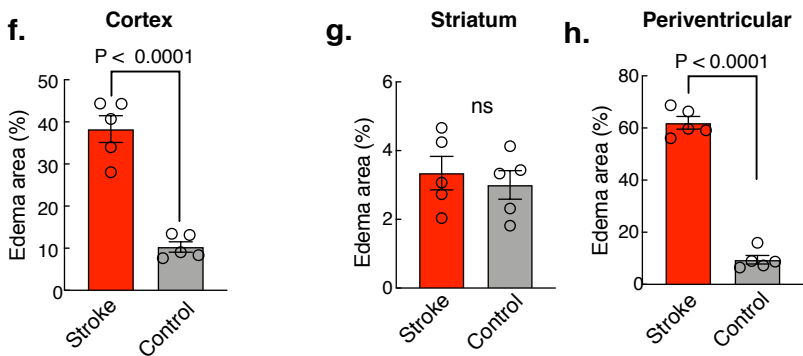 f.
Cortex
P < 0.0001
Edema area (%)
50
40
30
20
10
0
Stroke
Control
g.
Striatum
ns
Edema area (%)
6
4
2
0
Stroke
Control
h.
Periventricular
P < 0.0001
Edema area (%)
80
60
40
20
0
Stroke
Control